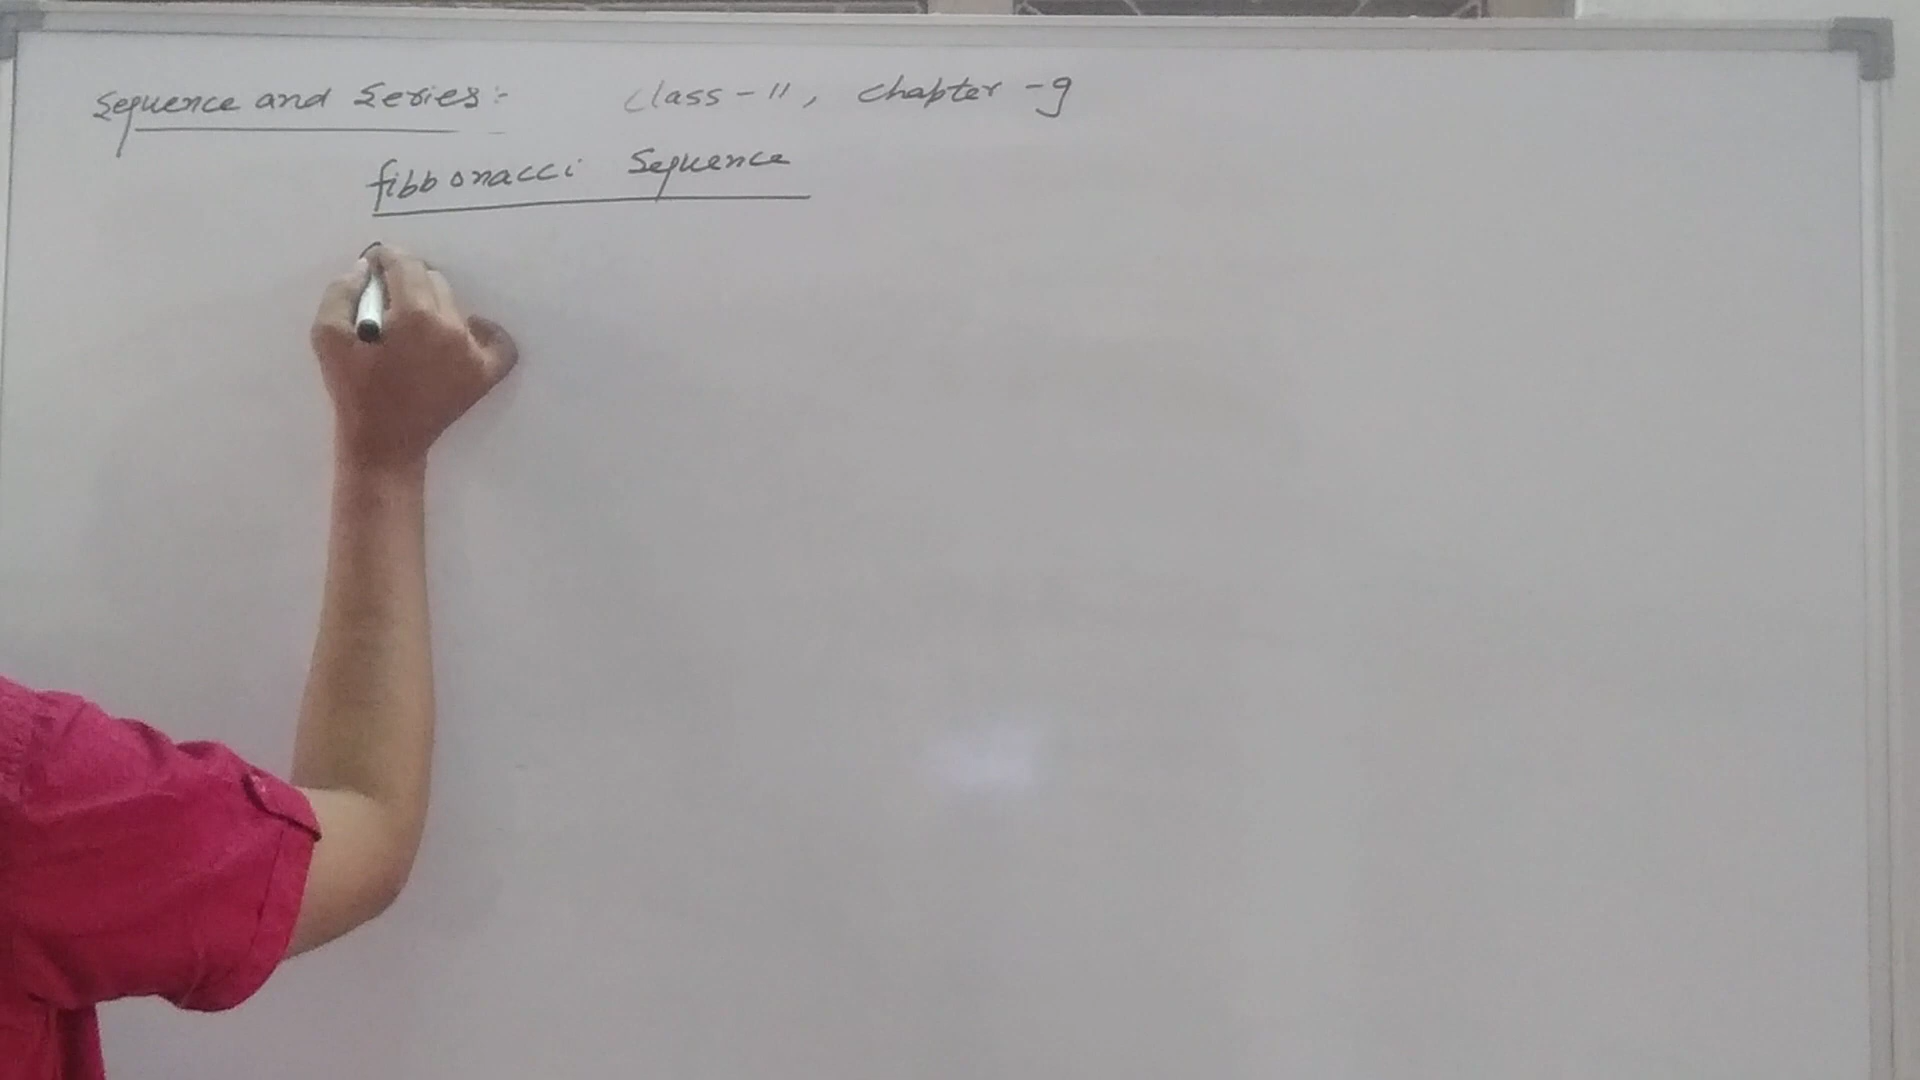 Sequence and Series:- Class-11, Chapter-9
fibbonacci Sequence